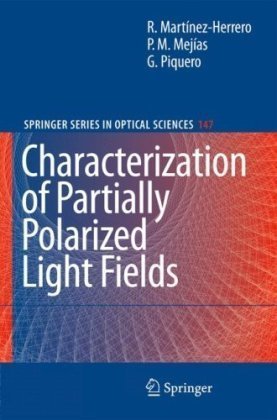 R. Martínez-Herrero
P. M. Mejías
G. Piquero
SPRINGER SERIES IN OPTICAL SCIENCES 147
Characterization
of Partially
Polarized
Light Fields
Springer